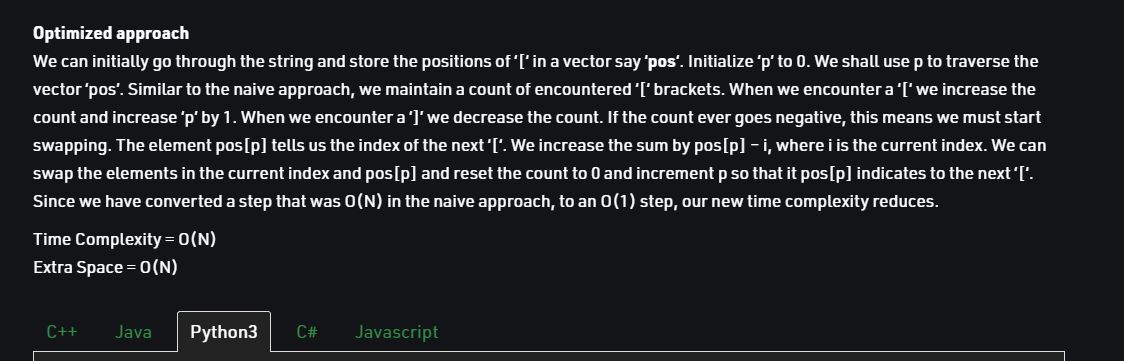 Optimized approach
We can initially go through the string and store the positions of ‘[‘ in a vector say ‘pos‘. Initialize ‘p’ to 0. We shall use p to traverse the
vector ‘pos’. Similar to the naive approach, we maintain a count of encountered ‘[‘ brackets. When we encounter a ‘[‘ we increase the
count and increase ‘p’ by 1. When we encounter a ‘]’ we decrease the count. If the count ever goes negative, this means we must start
swapping. The element pos[p] tells us the index of the next ‘[‘. We increase the sum by pos[p] – i, where i is the current index. We can
swap the elements in the current index and pos[p] and reset the count to 0 and increment p so that it pos[p] indicates to the next ‘[‘.
Since we have converted a step that was O(N) in the naive approach, to an O(1) step, our new time complexity reduces.
Time Complexity = O(N)
Extra Space = O(N)
C++ Java Python3 C# Javascript